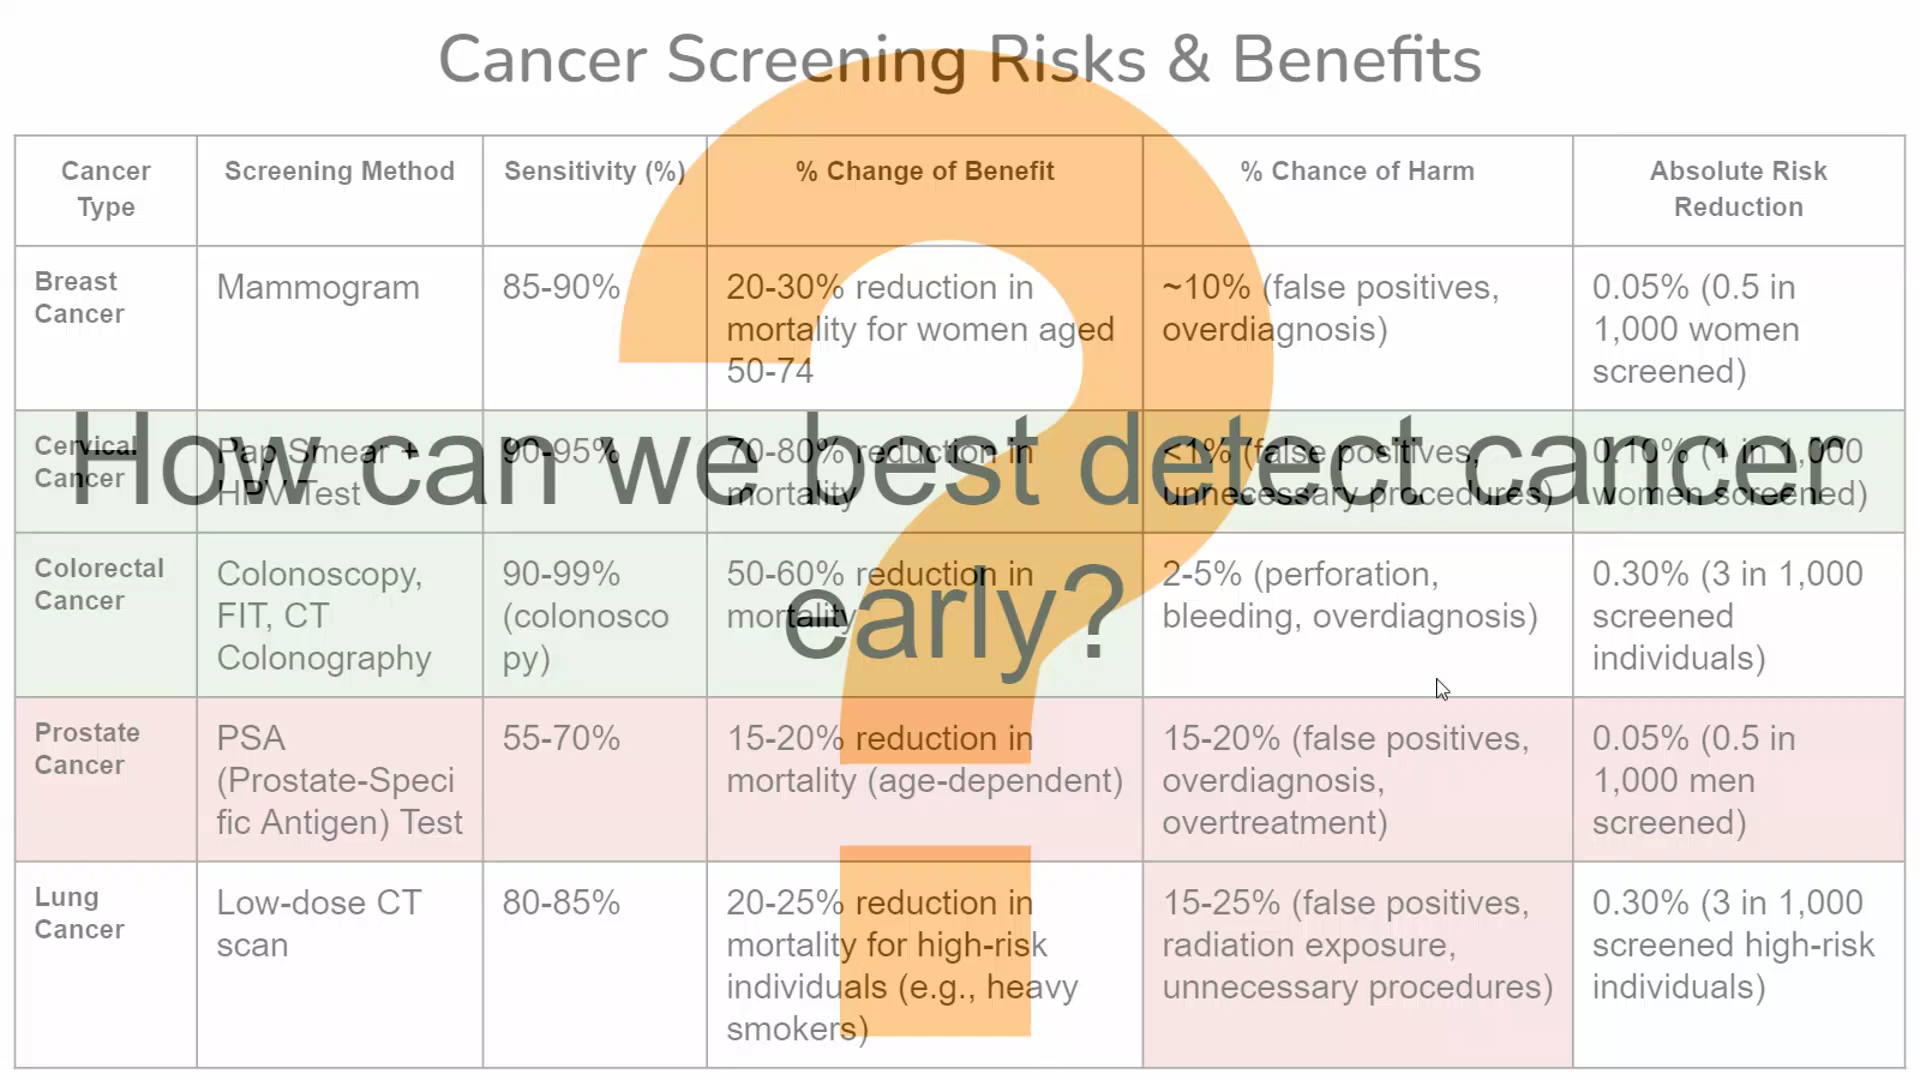 Cancer Screening Risks & Benefits
Cancer
Type
Screening Method
Sensitivity (%)
% Change of Benefit
% Chance of Harm
Absolute Risk
Reduction
Breast
Cancer
Mammogram
85-90%
20-30% reduction in
mortality for women aged
50-74
~10% (false positives,
overdiagnosis)
0.05% (0.5 in
1,000 women
screened)
Cervical
Cancer
Pap Smear +
HPV Test
90-95%
70-80% reduction in
mortality
<1% (false positives,
unnecessary procedures)
0.10% (1 in 1,000
women screened)
How can we best detect cancer
early?
Colorectal
Cancer
Colonoscopy,
FIT, CT
Colonography
90-99%
(colonosco
py)
50-60% reduction in
mortality
2-5% (perforation,
bleeding, overdiagnosis)
0.30% (3 in 1,000
screened
individuals)
Prostate
Cancer
PSA
(Prostate-Speci
fic Antigen) Test
55-70%
15-20% reduction in
mortality (age-dependent)
15-20% (false positives,
overdiagnosis,
overtreatment)
0.05% (0.5 in
1,000 men
screened)
Lung
Cancer
Low-dose CT
scan
80-85%
20-25% reduction in
mortality for high-risk
individuals (e.g., heavy
smokers)
15-25% (false positives,
radiation exposure,
unnecessary procedures)
0.30% (3 in 1,000
screened high-risk
individuals)
?